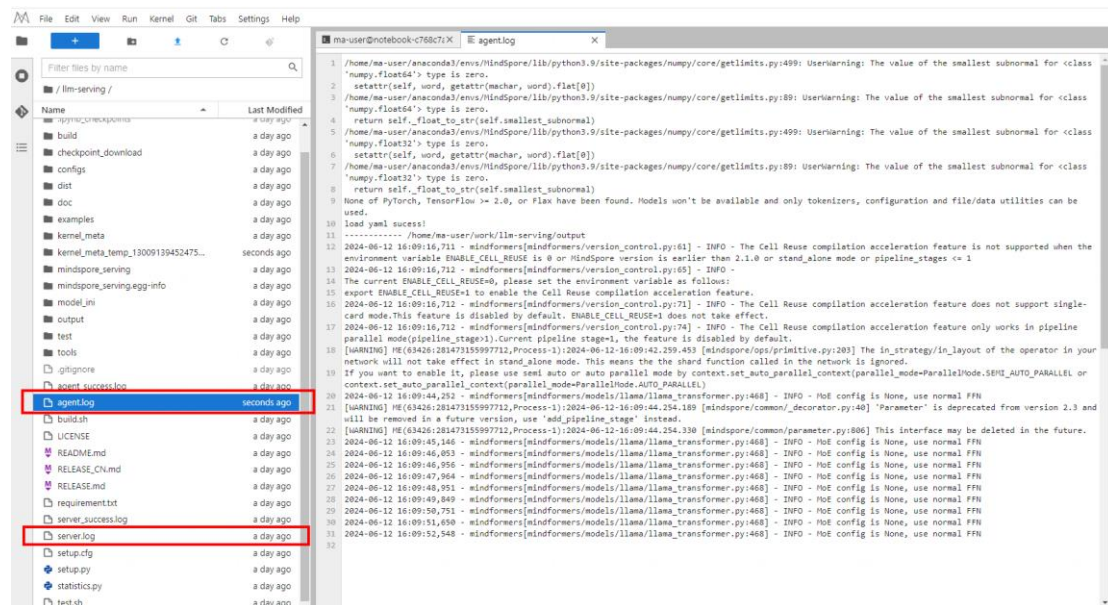 File Edit View Run Kernel Git Tabs Settings Help
ma-user@notebook-c768c7a
agent.log
Filter files by name
/ llm-serving /
Name Last Modified
.ipynb_checkpoints a day ago
build a day ago
checkpoint_download a day ago
configs a day ago
dist a day ago
doc a day ago
examples a day ago
kernel_meta a day ago
kernel_meta_temp_13009139452475... seconds ago
mindspore_serving a day ago
mindspore_serving.egg-info a day ago
model_ini a day ago
output a day ago
test a day ago
tools a day ago
.gitignore a day ago
agent_success.log a day ago
agent.log seconds ago
build.sh a day ago
LICENSE a day ago
README.md a day ago
RELEASE_CN.md a day ago
RELEASE.md a day ago
requirement.txt a day ago
server_success.log a day ago
server.log a day ago
setup.cfg a day ago
setup.py a day ago
statistics.py a day ago
test.sh a day ago
1 /home/ma-user/anaconda3/envs/MindSpore/lib/python3.9/site-packages/numpy/core/getlimits.py:499: UserWarning: The value of the smallest subnormal for <class
'numpy.float64'> type is zero.
2 setattr(self, word, getattr(machar, word).flat[0])
3 /home/ma-user/anaconda3/envs/MindSpore/lib/python3.9/site-packages/numpy/core/getlimits.py:89: UserWarning: The value of the smallest subnormal for <class
'numpy.float64'> type is zero.
4 return self._float_to_str(self.smallest_subnormal)
5 /home/ma-user/anaconda3/envs/MindSpore/lib/python3.9/site-packages/numpy/core/getlimits.py:499: UserWarning: The value of the smallest subnormal for <class
'numpy.float32'> type is zero.
6 setattr(self, word, getattr(machar, word).flat[0])
7 /home/ma-user/anaconda3/envs/MindSpore/lib/python3.9/site-packages/numpy/core/getlimits.py:89: UserWarning: The value of the smallest subnormal for <class
'numpy.float32'> type is zero.
8 return self._float_to_str(self.smallest_subnormal)
9 None of PyTorch, TensorFlow >= 2.0, or Flax have been found. Models won't be available and only tokenizers, configuration and file/data utilities can be
used.
10 load yaml sucess!
11 ------------ /home/ma-user/work/llm-serving/output
12 2024-06-12 16:09:16,711 - mindformers[mindformers/version_control.py:61] - INFO - The Cell Reuse compilation acceleration feature is not supported when the
environment variable ENABLE_CELL_REUSE is 0 or MindSpore version is earlier than 2.1.0 or stand_alone mode or pipeline_stages <= 1
13 2024-06-12 16:09:16,712 - mindformers[mindformers/version_control.py:65] - INFO -
14 The current ENABLE_CELL_REUSE=0, please set the environment variable as follows:
15 export ENABLE_CELL_REUSE=1 to enable the Cell Reuse compilation acceleration feature.
16 2024-06-12 16:09:16,712 - mindformers[mindformers/version_control.py:71] - INFO - The Cell Reuse compilation acceleration feature does not support single-
card mode.This feature is disabled by default. ENABLE_CELL_REUSE=1 does not take effect.
17 2024-06-12 16:09:16,712 - mindformers[mindformers/version_control.py:74] - INFO - The Cell Reuse compilation acceleration feature only works in pipeline
parallel mode(pipeline_stage>1).Current pipeline stage=1, the feature is disabled by default.
18 [WARNING] ME(63426:281473155997712,Process-1):2024-06-12-16:09:42.259.453 [mindspore/ops/primitive.py:203] The in_strategy/in_layout of the operator in your
network will not take effect in stand_alone mode. This means the the shard function called in the network is ignored.
19 If you want to enable it, please use semi auto or auto parallel mode by context.set_auto_parallel_context(parallel_mode=ParallelMode.SEMI_AUTO_PARALLEL or
context.set_auto_parallel_context(parallel_mode=ParallelMode.AUTO_PARALLEL)
20 2024-06-12 16:09:44,252 - mindformers[mindformers/models/llama/llama_transformer.py:468] - INFO - MoE config is None, use normal FFN
21 [WARNING] ME(63426:281473155997712,Process-1):2024-06-12-16:09:44.254.189 [mindspore/common/_decorator.py:40] 'Parameter' is deprecated from version 2.3 and
will be removed in a future version, use 'add_pipeline_stage' instead.
22 [WARNING] ME(63426:281473155997712,Process-1):2024-06-12-16:09:44.254.330 [mindspore/common/parameter.py:806] This interface may be deleted in the future.
23 2024-06-12 16:09:45,146 - mindformers[mindformers/models/llama/llama_transformer.py:468] - INFO - MoE config is None, use normal FFN
24 2024-06-12 16:09:46,053 - mindformers[mindformers/models/llama/llama_transformer.py:468] - INFO - MoE config is None, use normal FFN
25 2024-06-12 16:09:46,956 - mindformers[mindformers/models/llama/llama_transformer.py:468] - INFO - MoE config is None, use normal FFN
26 2024-06-12 16:09:47,964 - mindformers[mindformers/models/llama/llama_transformer.py:468] - INFO - MoE config is None, use normal FFN
27 2024-06-12 16:09:48,951 - mindformers[mindformers/models/llama/llama_transformer.py:468] - INFO - MoE config is None, use normal FFN
28 2024-06-12 16:09:49,849 - mindformers[mindformers/models/llama/llama_transformer.py:468] - INFO - MoE config is None, use normal FFN
29 2024-06-12 16:09:50,751 - mindformers[mindformers/models/llama/llama_transformer.py:468] - INFO - MoE config is None, use normal FFN
30 2024-06-12 16:09:51,650 - mindformers[mindformers/models/llama/llama_transformer.py:468] - INFO - MoE config is None, use normal FFN
31 2024-06-12 16:09:52,548 - mindformers[mindformers/models/llama/llama_transformer.py:468] - INFO - MoE config is None, use normal FFN
32